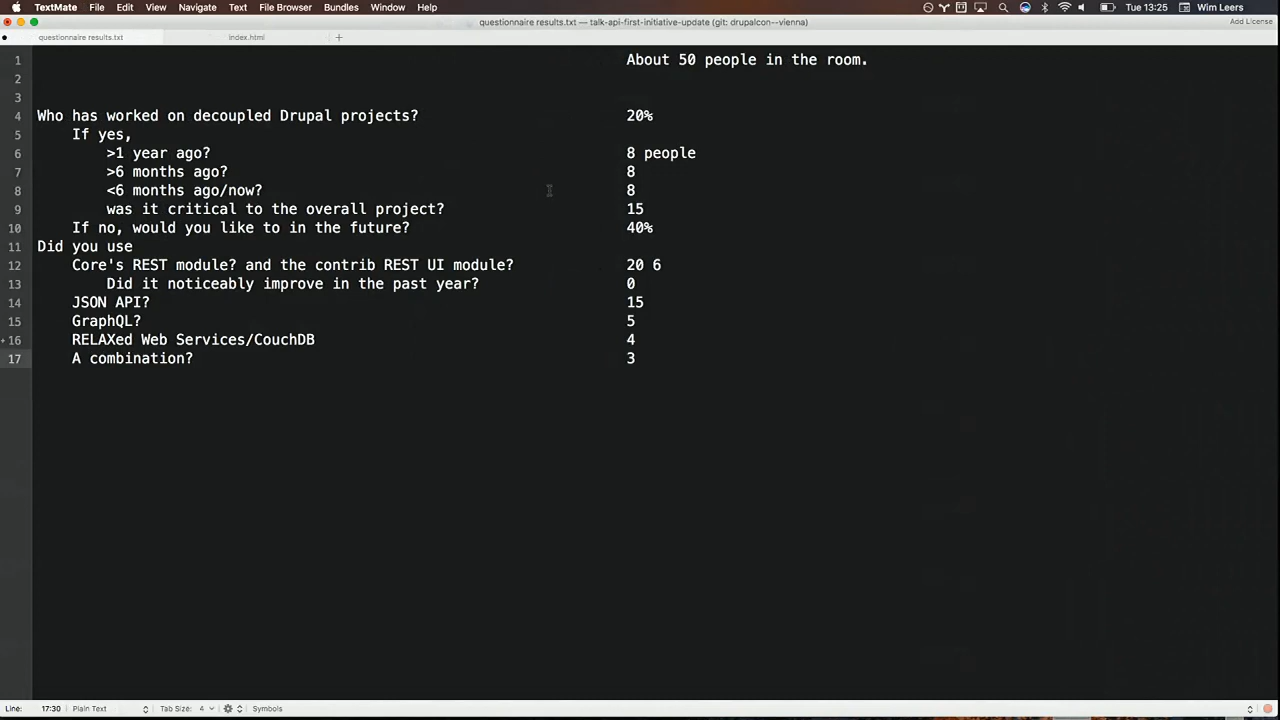 TextMate File Edit View Navigate Text File Browser Bundles Window Help Tue 13:25 Wim Leers
questionnaire results.txt — talk-api-first-initiative-update (git: drupalcon--vienna) Add License
questionnaire results.txt index.html +
1 About 50 people in the room.
2
3
4 Who has worked on decoupled Drupal projects? 20%
5 If yes,
6 >1 year ago? 8 people
7 >6 months ago? 8
8 <6 months ago/now? 8
9 was it critical to the overall project? 15
10 If no, would you like to in the future? 40%
11 Did you use
12 Core's REST module? and the contrib REST UI module? 20 6
13 Did it noticeably improve in the past year? 0
14 JSON API? 15
15 GraphQL? 5
16 RELAXed Web Services/CouchDB 4
17 A combination? 3
Line: 17:30 Plain Text Tab Size: 4 Symbols